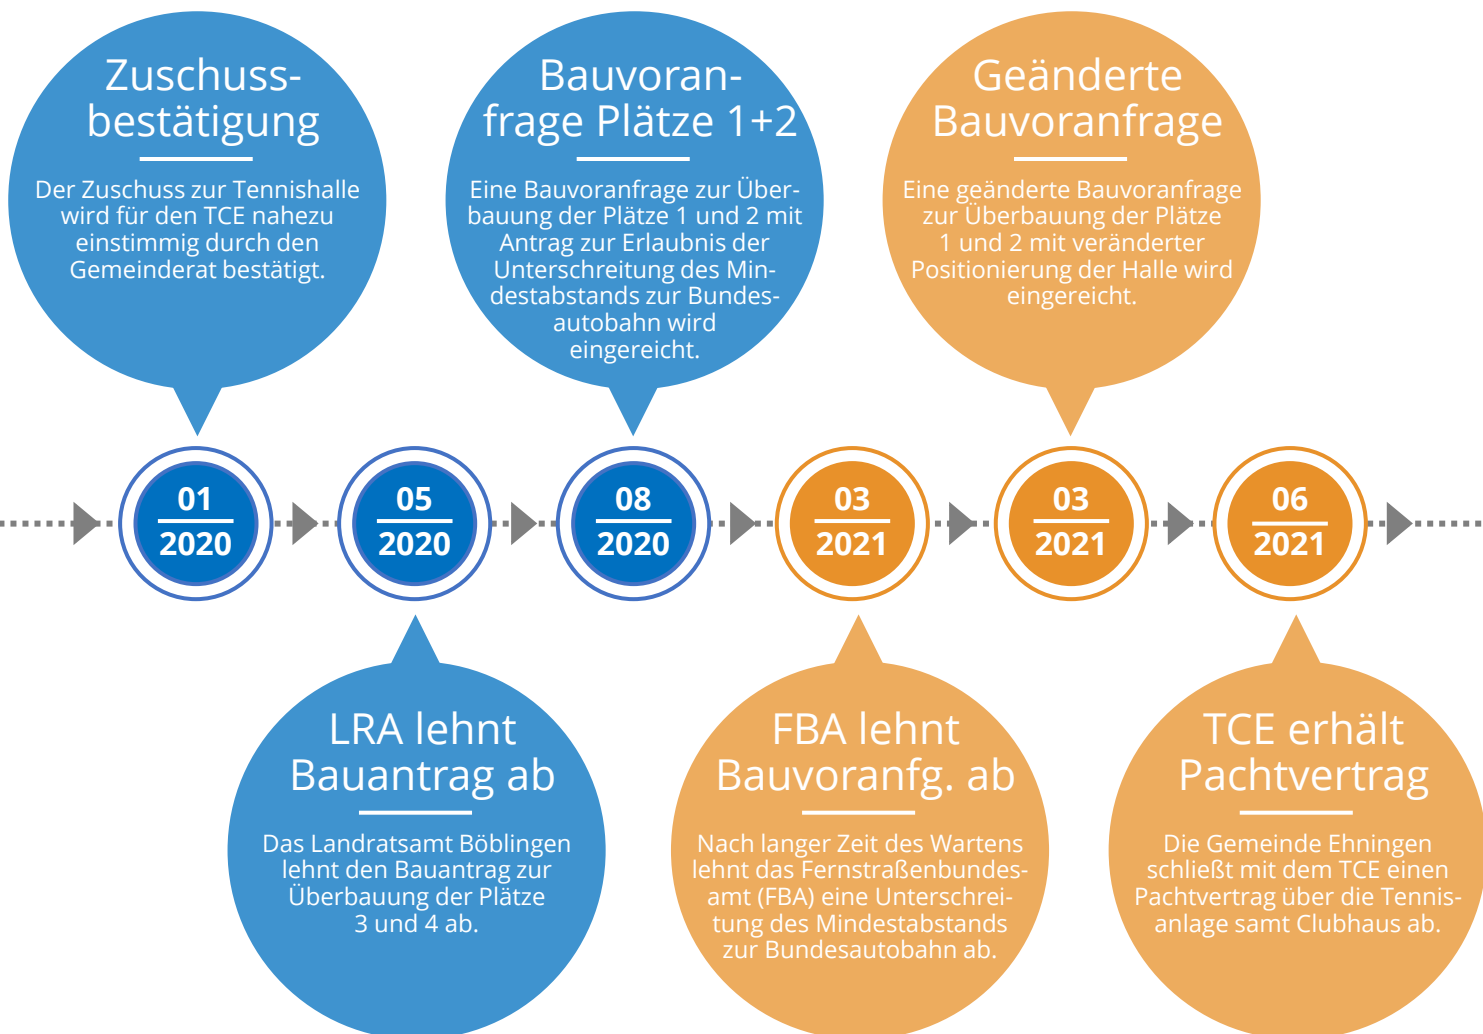 Zuschuss-
bestätigung
Der Zuschuss zur Tennishalle
wird für den TCE nahezu
einstimmig durch den
Gemeinderat bestätigt.
Bauvoran-
frage Plätze 1+2
Eine Bauvoranfrage zur Über-
bauung der Plätze 1 und 2 mit
Antrag zur Erlaubnis der
Unterschreitung des Min-
destabstands zur Bundes-
autobahn wird
eingereicht.
Geänderte
Bauvoranfrage
Eine geänderte Bauvoranfrage
zur Überbauung der Plätze
1 und 2 mit veränderter
Positionierung der Halle wird
eingereicht.
01
2020
05
2020
08
2020
03
2021
03
2021
06
2021
LRA lehnt
Bauantrag ab
Das Landratsamt Böblingen
lehnt den Bauantrag zur
Überbauung der Plätze
3 und 4 ab.
FBA lehnt
Bauvoranfg. ab
Nach langer Zeit des Wartens
lehnt das Fernstraßenbundes-
amt (FBA) eine Unterschrei-
tung des Mindestabstands
zur Bundesautobahn ab.
TCE erhält
Pachtvertrag
Die Gemeinde Ehningen
schließt mit dem TCE einen
Pachtvertrag über die Tennis-
anlage samt Clubhaus ab.